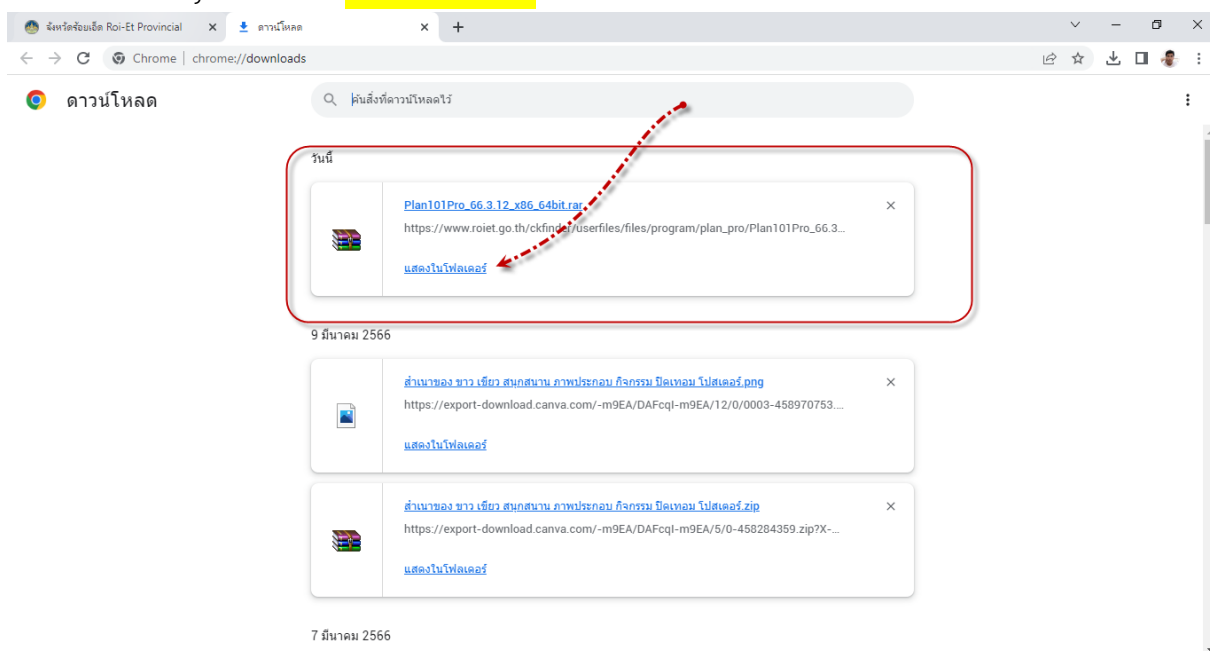 จังหวัดร้อยเอ็ด Roi-Et Provincial
ดาวน์โหลด
Chrome | chrome://downloads
ดาวน์โหลด
ค้นสิ่งที่ดาวน์โหลดไว้
วันนี้
Plan101Pro_66.3.12_x86_64bit.rar
https://www.roiet.go.th/ckfinder/userfiles/files/program/plan_pro/Plan101Pro_66.3...
แสดงในโฟลเดอร์
9 มีนาคม 2566
สำเนาของ ขาว เขียว สนุกสนาน ภาพประกอบ กิจกรรม ปิดเทอม โปสเตอร์.png
https://export-download.canva.com/-m9EA/DAFcqI-m9EA/12/0/0003-458970753....
แสดงในโฟลเดอร์
สำเนาของ ขาว เขียว สนุกสนาน ภาพประกอบ กิจกรรม ปิดเทอม โปสเตอร์.zip
https://export-download.canva.com/-m9EA/DAFcqI-m9EA/5/0-458284359.zip?X-...
แสดงในโฟลเดอร์
7 มีนาคม 2566